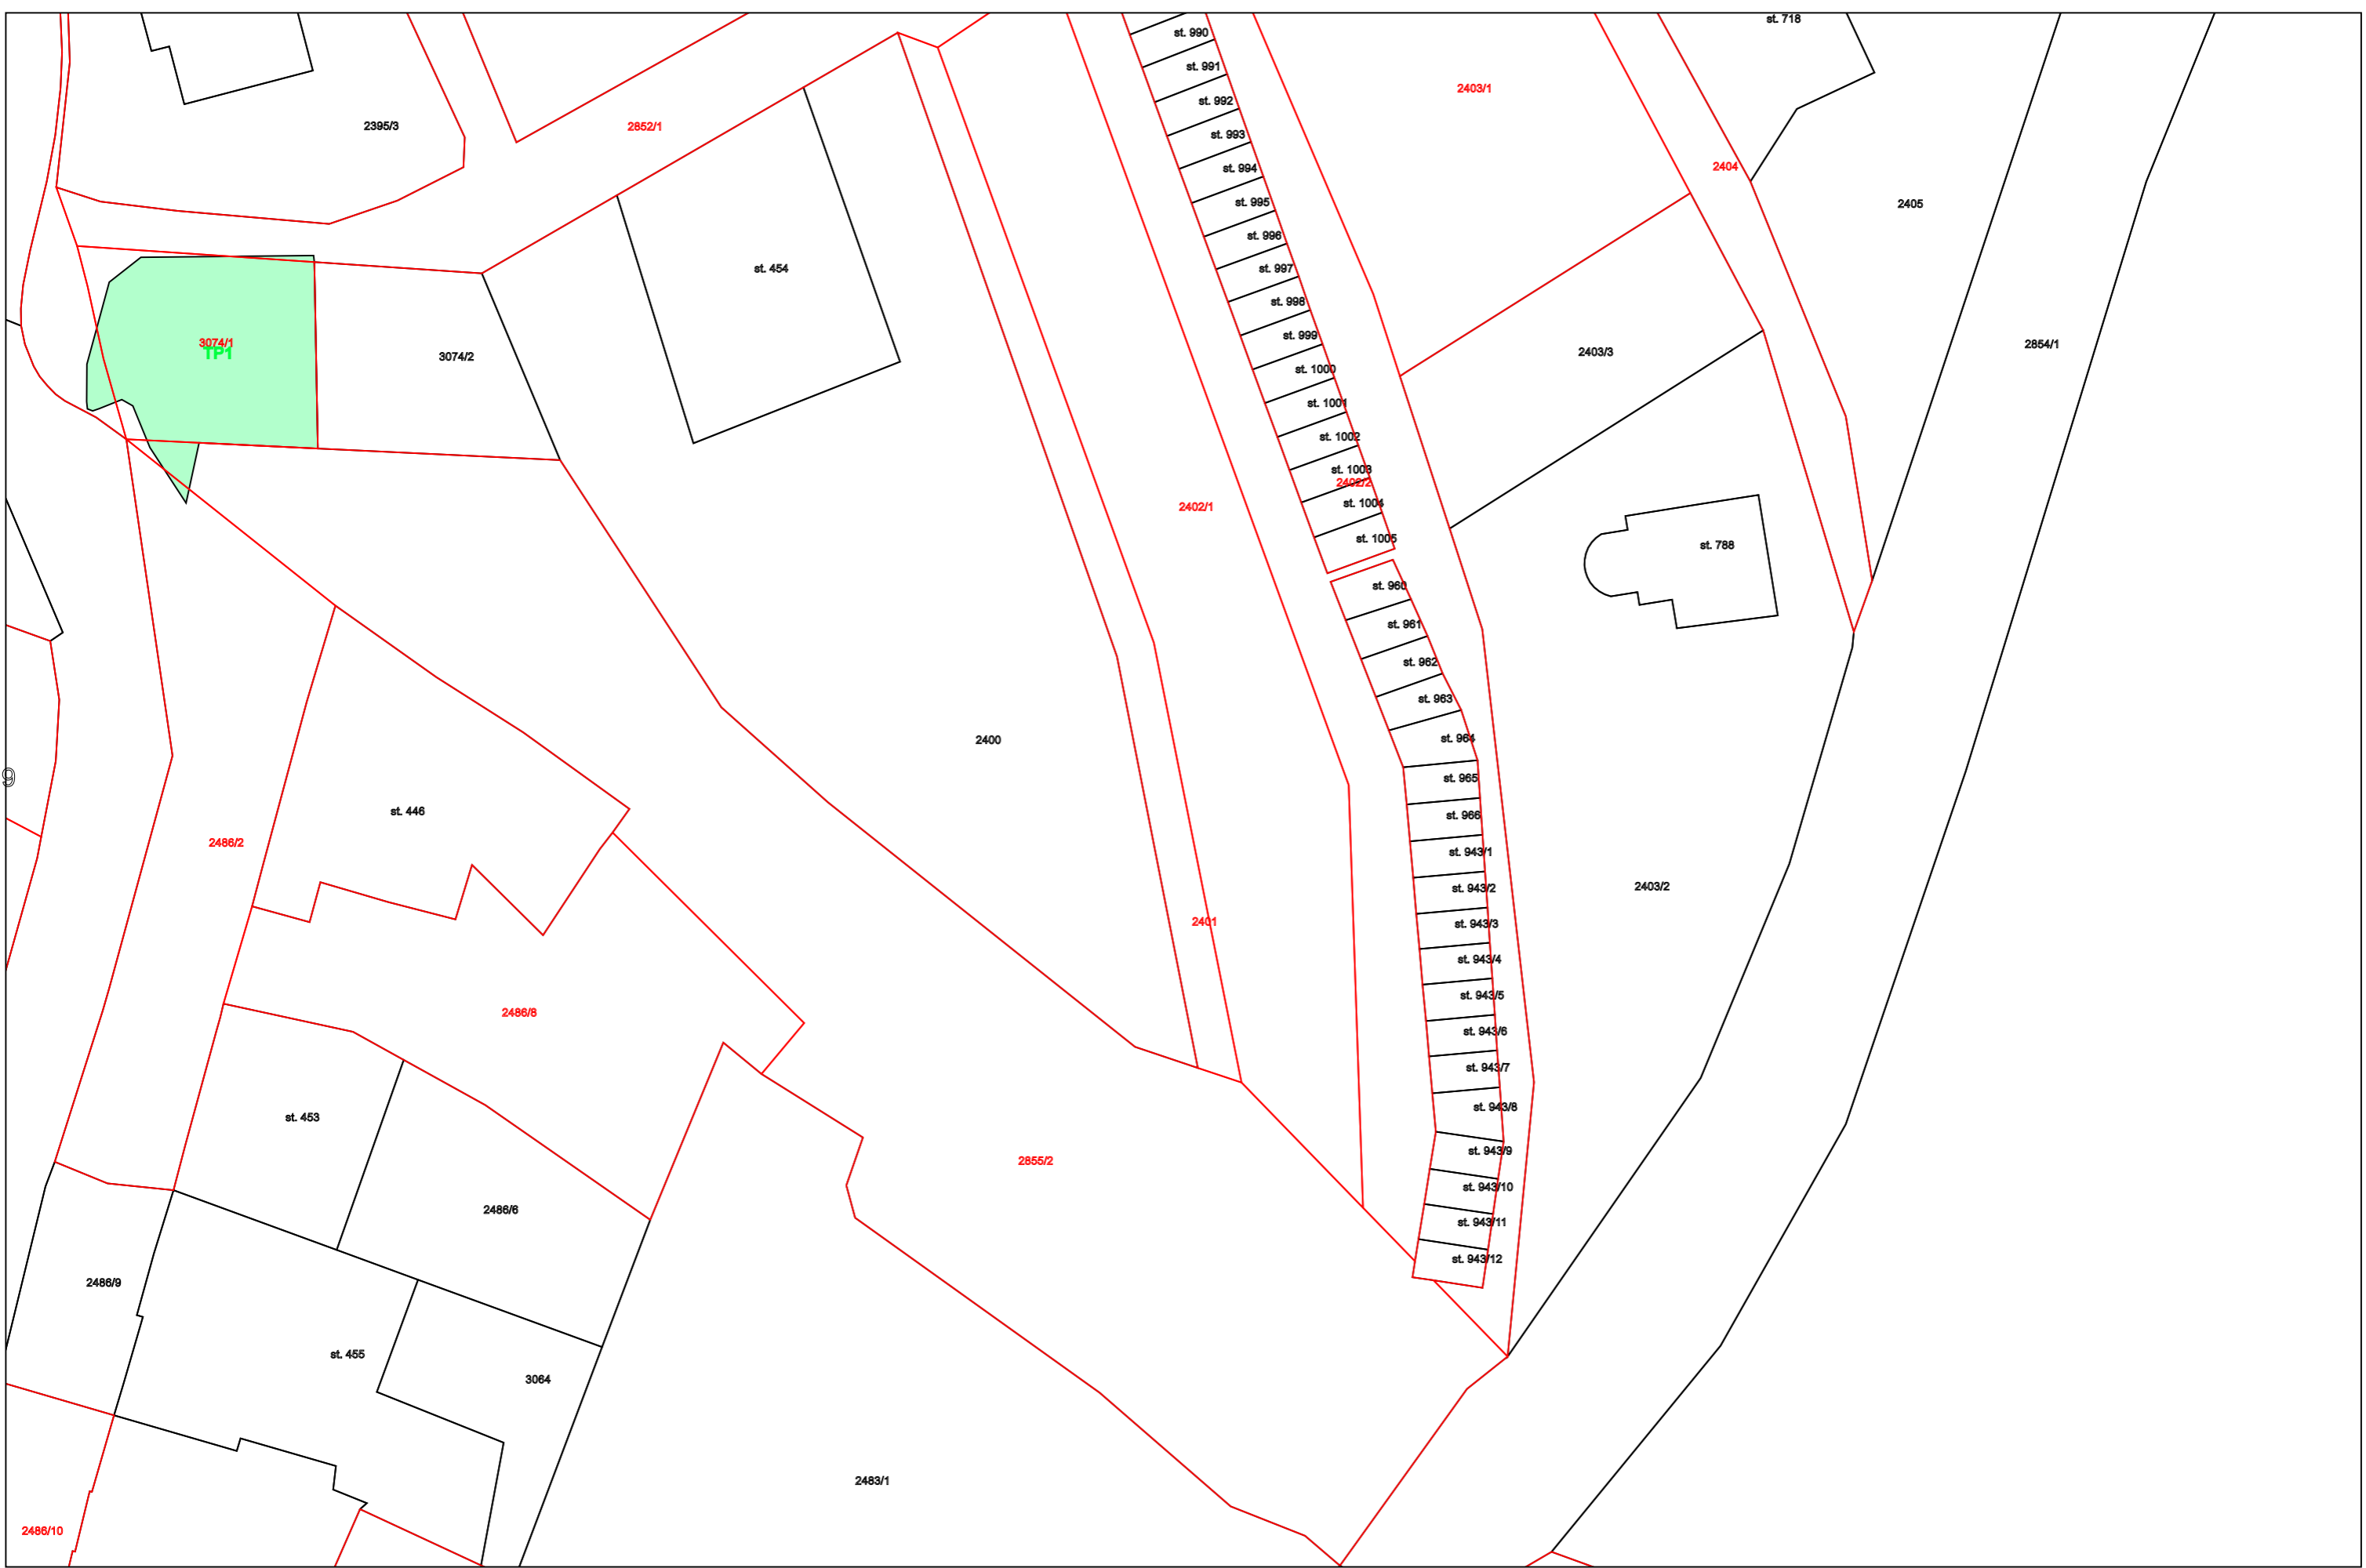 st. 718
st. 990
st. 991
2403/1
st. 992
2395/3
2852/1
st. 993
2404
st. 994
st. 995
2405
st. 996
st. 454
st. 997
st. 998
st. 999
3074/1
TP1
3074/2
2403/3
2854/1
st. 1000
st. 1001
st. 1002
st. 1003
2402/2
st. 1004
2402/1
st. 1005
st. 788
st. 960
st. 961
st. 962
st. 963
st. 964
2400
9
st. 965
st. 446
st. 966
2486/2
st. 943/1
st. 943/2
2403/2
2401
st. 943/3
st. 943/4
st. 943/5
2486/8
st. 943/6
st. 943/7
st. 943/8
st. 453
st. 943/9
2855/2
st. 943/10
2486/6
st. 943/11
st. 943/12
2486/9
st. 455
3064
2483/1
2486/10